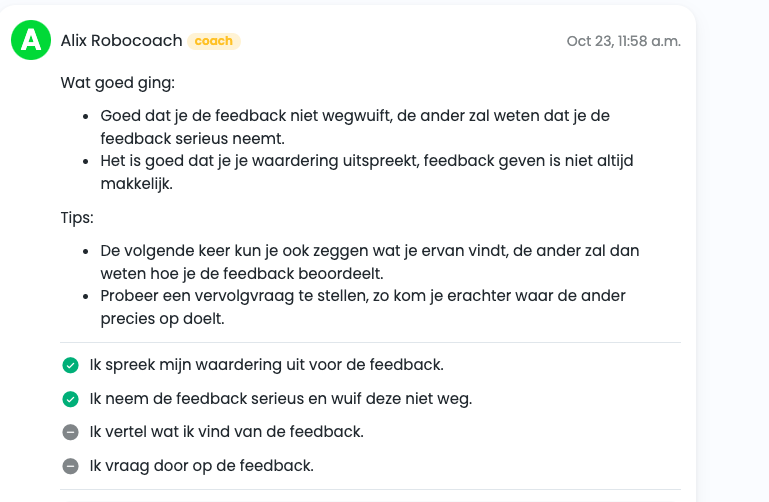 A
Alix Robocoach coach Oct 23, 11:58 a.m.
Wat goed ging:
• Goed dat je de feedback niet wegwuift, de ander zal weten dat je de
feedback serieus neemt.
• Het is goed dat je je waardering uitspreekt, feedback geven is niet altijd
makkelijk.
Tips:
• De volgende keer kun je ook zeggen wat je ervan vindt, de ander zal dan
weten hoe je de feedback beoordeelt.
• Probeer een vervolgvraag te stellen, zo kom je erachter waar de ander
precies op doelt.
Ik spreek mijn waardering uit voor de feedback.
Ik neem de feedback serieus en wuif deze niet weg.
Ik vertel wat ik vind van de feedback.
Ik vraag door op de feedback.